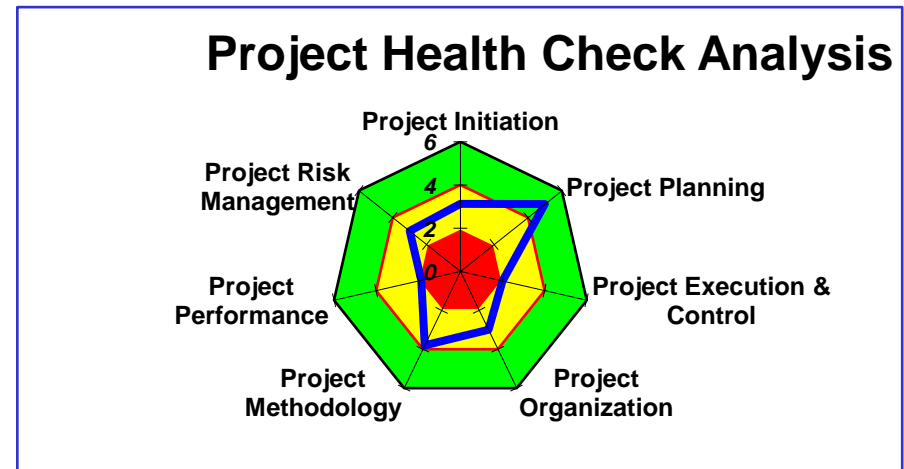 Project Health Check Analysis
Project Initiation
6
Project Risk
Management
4
Project Planning
2
0
Project
Performance
Project Execution &
Control
Project
Methodology
Project
Organization